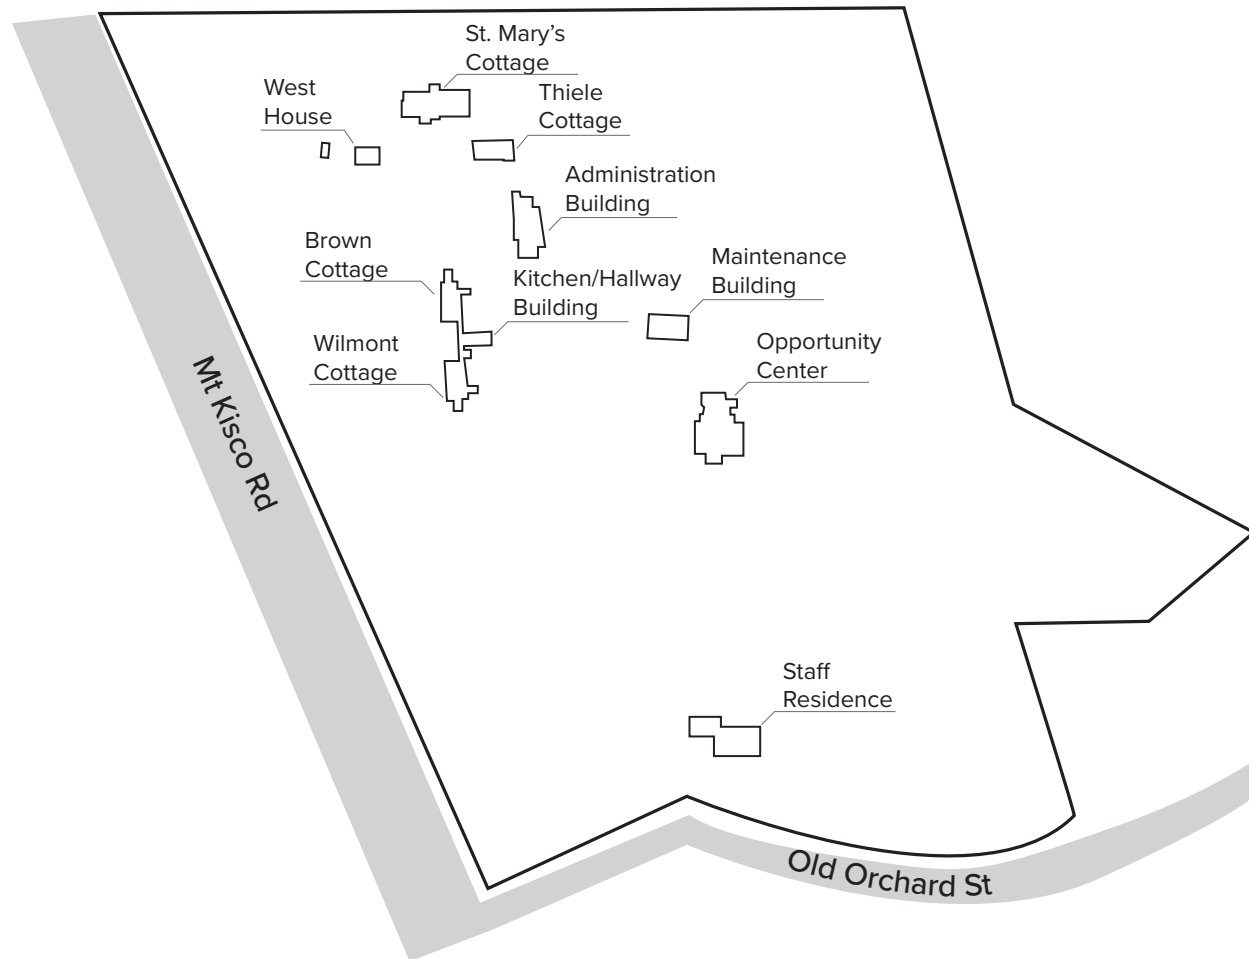 St. Mary’s
Cottage
West
House
Thiele
Cottage
Administration
Building
Brown
Cottage
Kitchen/Hallway
Building
Maintenance
Building
Wilmont
Cottage
Opportunity
Center
Mt Kisco Rd
Staff
Residence
Old Orchard St